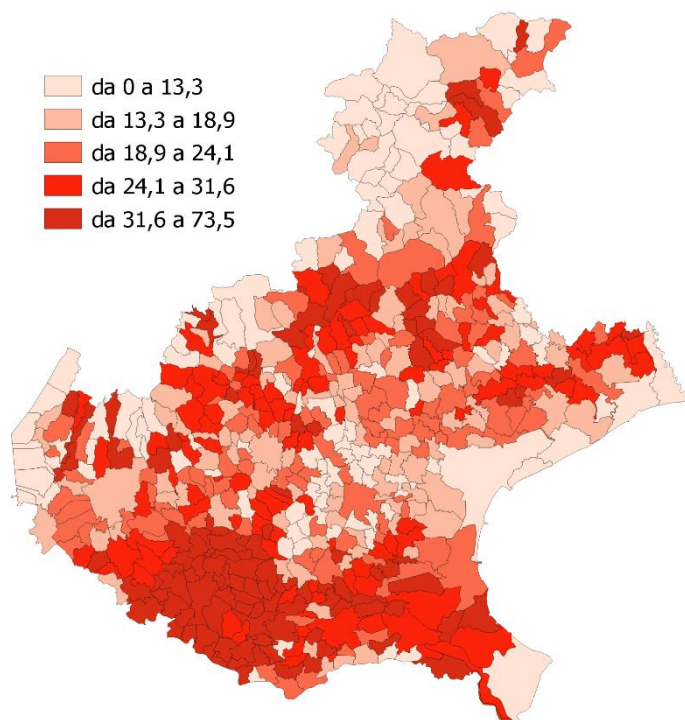 da 0 a 13,3
da 13,3 a 18,9
da 18,9 a 24,1
da 24,1 a 31,6
da 31,6 a 73,5